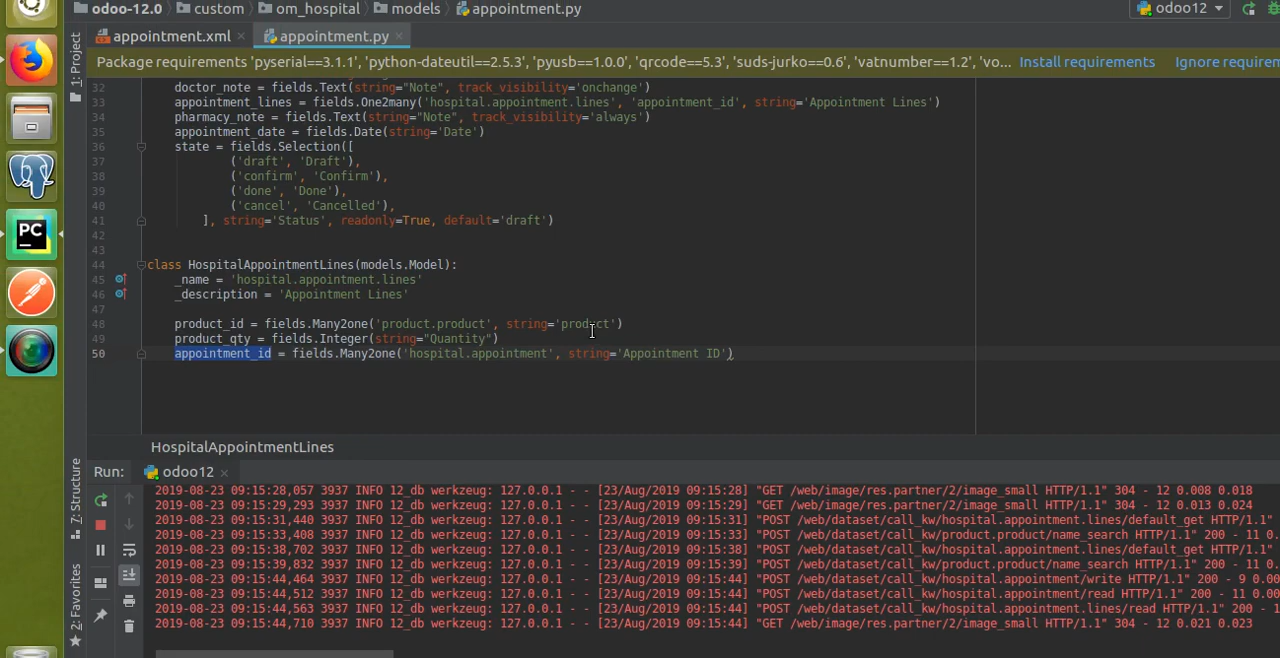 odoo-12.0 custom om_hospital models appointment.py odoo12
appointment.xml appointment.py
Package requirements 'pyserial==3.1.1', 'python-dateutil==2.5.3', 'pyusb==1.0.0', 'qrcode==5.3', 'suds-jurko==0.6', 'vatnumber==1.2', 'vo... Install requirements Ignore requirem
1: Project
32 doctor_note = fields.Text(string="Note", track_visibility='onchange')
33 appointment_lines = fields.One2many('hospital.appointment.lines', 'appointment_id', string='Appointment Lines')
34 pharmacy_note = fields.Text(string="Note", track_visibility='always')
35 appointment_date = fields.Date(string='Date')
36 state = fields.Selection([
37 ('draft', 'Draft'),
38 ('confirm', 'Confirm'),
39 ('done', 'Done'),
40 ('cancel', 'Cancelled'),
41 ], string='Status', readonly=True, default='draft')
42
43
44 class HospitalAppointmentLines(models.Model):
45 _name = 'hospital.appointment.lines'
46 _description = 'Appointment Lines'
47
48 product_id = fields.Many2one('product.product', string='product')
49 product_qty = fields.Integer(string="Quantity")
50 appointment_id = fields.Many2one('hospital.appointment', string='Appointment ID')
PC
HospitalAppointmentLines
Run: odoo12
7: Structure
2: Favorites
2019-08-23 09:15:28,057 3937 INFO 12_db werkzeug: 127.0.0.1 - - [23/Aug/2019 09:15:28] "GET /web/image/res.partner/2/image_small HTTP/1.1" 304 - 12 0.008 0.018
2019-08-23 09:15:29,293 3937 INFO 12_db werkzeug: 127.0.0.1 - - [23/Aug/2019 09:15:29] "GET /web/image/res.partner/2/image_small HTTP/1.1" 304 - 12 0.013 0.024
2019-08-23 09:15:31,440 3937 INFO 12_db werkzeug: 127.0.0.1 - - [23/Aug/2019 09:15:31] "POST /web/dataset/call_kw/hospital.appointment.lines/default_get HTTP/1.1"
2019-08-23 09:15:33,408 3937 INFO 12_db werkzeug: 127.0.0.1 - - [23/Aug/2019 09:15:33] "POST /web/dataset/call_kw/product.product/name_search HTTP/1.1" 200 - 11 0.
2019-08-23 09:15:38,702 3937 INFO 12_db werkzeug: 127.0.0.1 - - [23/Aug/2019 09:15:38] "POST /web/dataset/call_kw/hospital.appointment.lines/default_get HTTP/1.1"
2019-08-23 09:15:39,832 3937 INFO 12_db werkzeug: 127.0.0.1 - - [23/Aug/2019 09:15:39] "POST /web/dataset/call_kw/product.product/name_search HTTP/1.1" 200 - 11 0.
2019-08-23 09:15:44,464 3937 INFO 12_db werkzeug: 127.0.0.1 - - [23/Aug/2019 09:15:44] "POST /web/dataset/call_kw/hospital.appointment/write HTTP/1.1" 200 - 9 0.00
2019-08-23 09:15:44,512 3937 INFO 12_db werkzeug: 127.0.0.1 - - [23/Aug/2019 09:15:44] "POST /web/dataset/call_kw/hospital.appointment/read HTTP/1.1" 200 - 11 0.00
2019-08-23 09:15:44,563 3937 INFO 12_db werkzeug: 127.0.0.1 - - [23/Aug/2019 09:15:44] "POST /web/dataset/call_kw/hospital.appointment.lines/read HTTP/1.1" 200 -
2019-08-23 09:15:44,710 3937 INFO 12_db werkzeug: 127.0.0.1 - - [23/Aug/2019 09:15:44] "GET /web/image/res.partner/2/image_small HTTP/1.1" 304 - 12 0.021 0.023